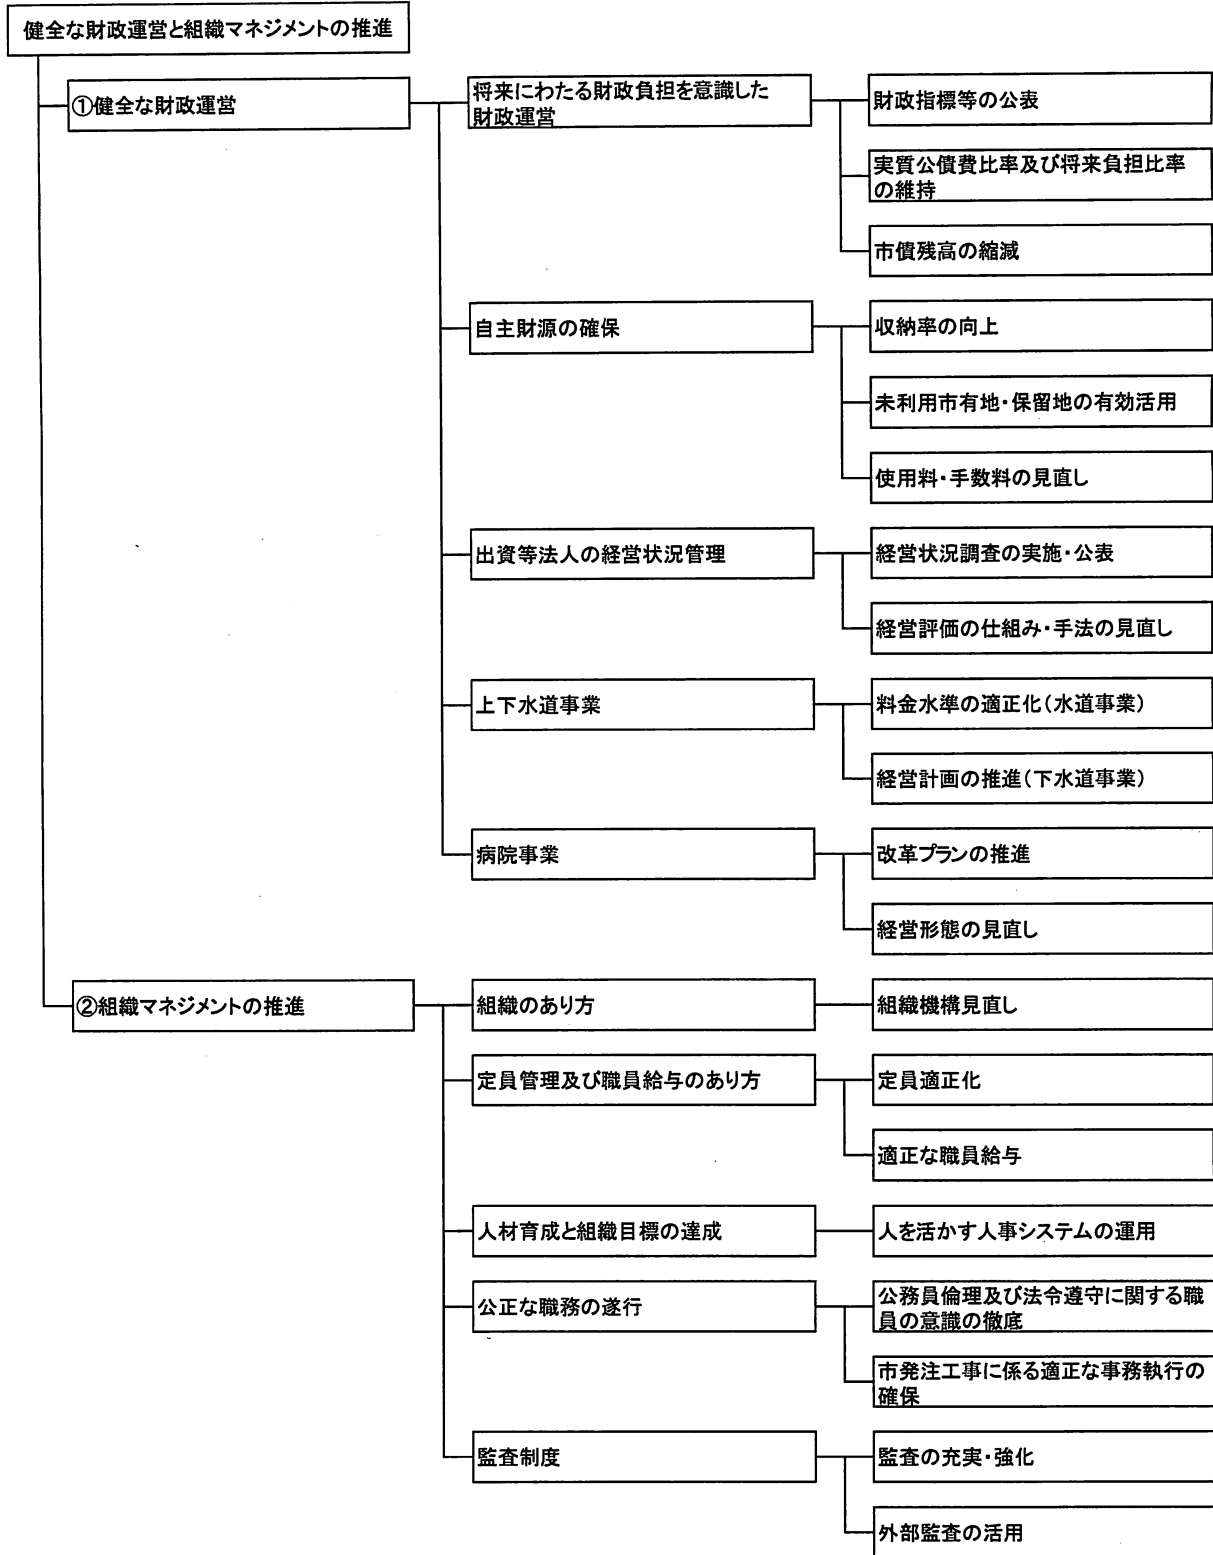 健全な財政運営と組織マネジメントの推進
①健全な財政運営
将来にわたる財政負担を意識した
財政運営
財政指標等の公表
実質公債費比率及び将来負担比率
の維持
市債残高の縮減
自主財源の確保
収納率の向上
未利用市有地・保留地の有効活用
使用料・手数料の見直し
出資等法人の経営状況管理
経営状況調査の実施・公表
経営評価の仕組み・手法の見直し
上下水道事業
料金水準の適正化（水道事業）
経営計画の推進（下水道事業）
病院事業
改革プランの推進
経営形態の見直し
②組織マネジメントの推進
組織のあり方
組織機構見直し
定員管理及び職員給与のあり方
定員適正化
適正な職員給与
人材育成と組織目標の達成
人を活かす人事システムの運用
公正な職務の遂行
公務員倫理及び法令遵守に関する職
員の意識の徹底
市発注工事に係る適正な事務執行の
確保
監査制度
監査の充実・強化
外部監査の活用